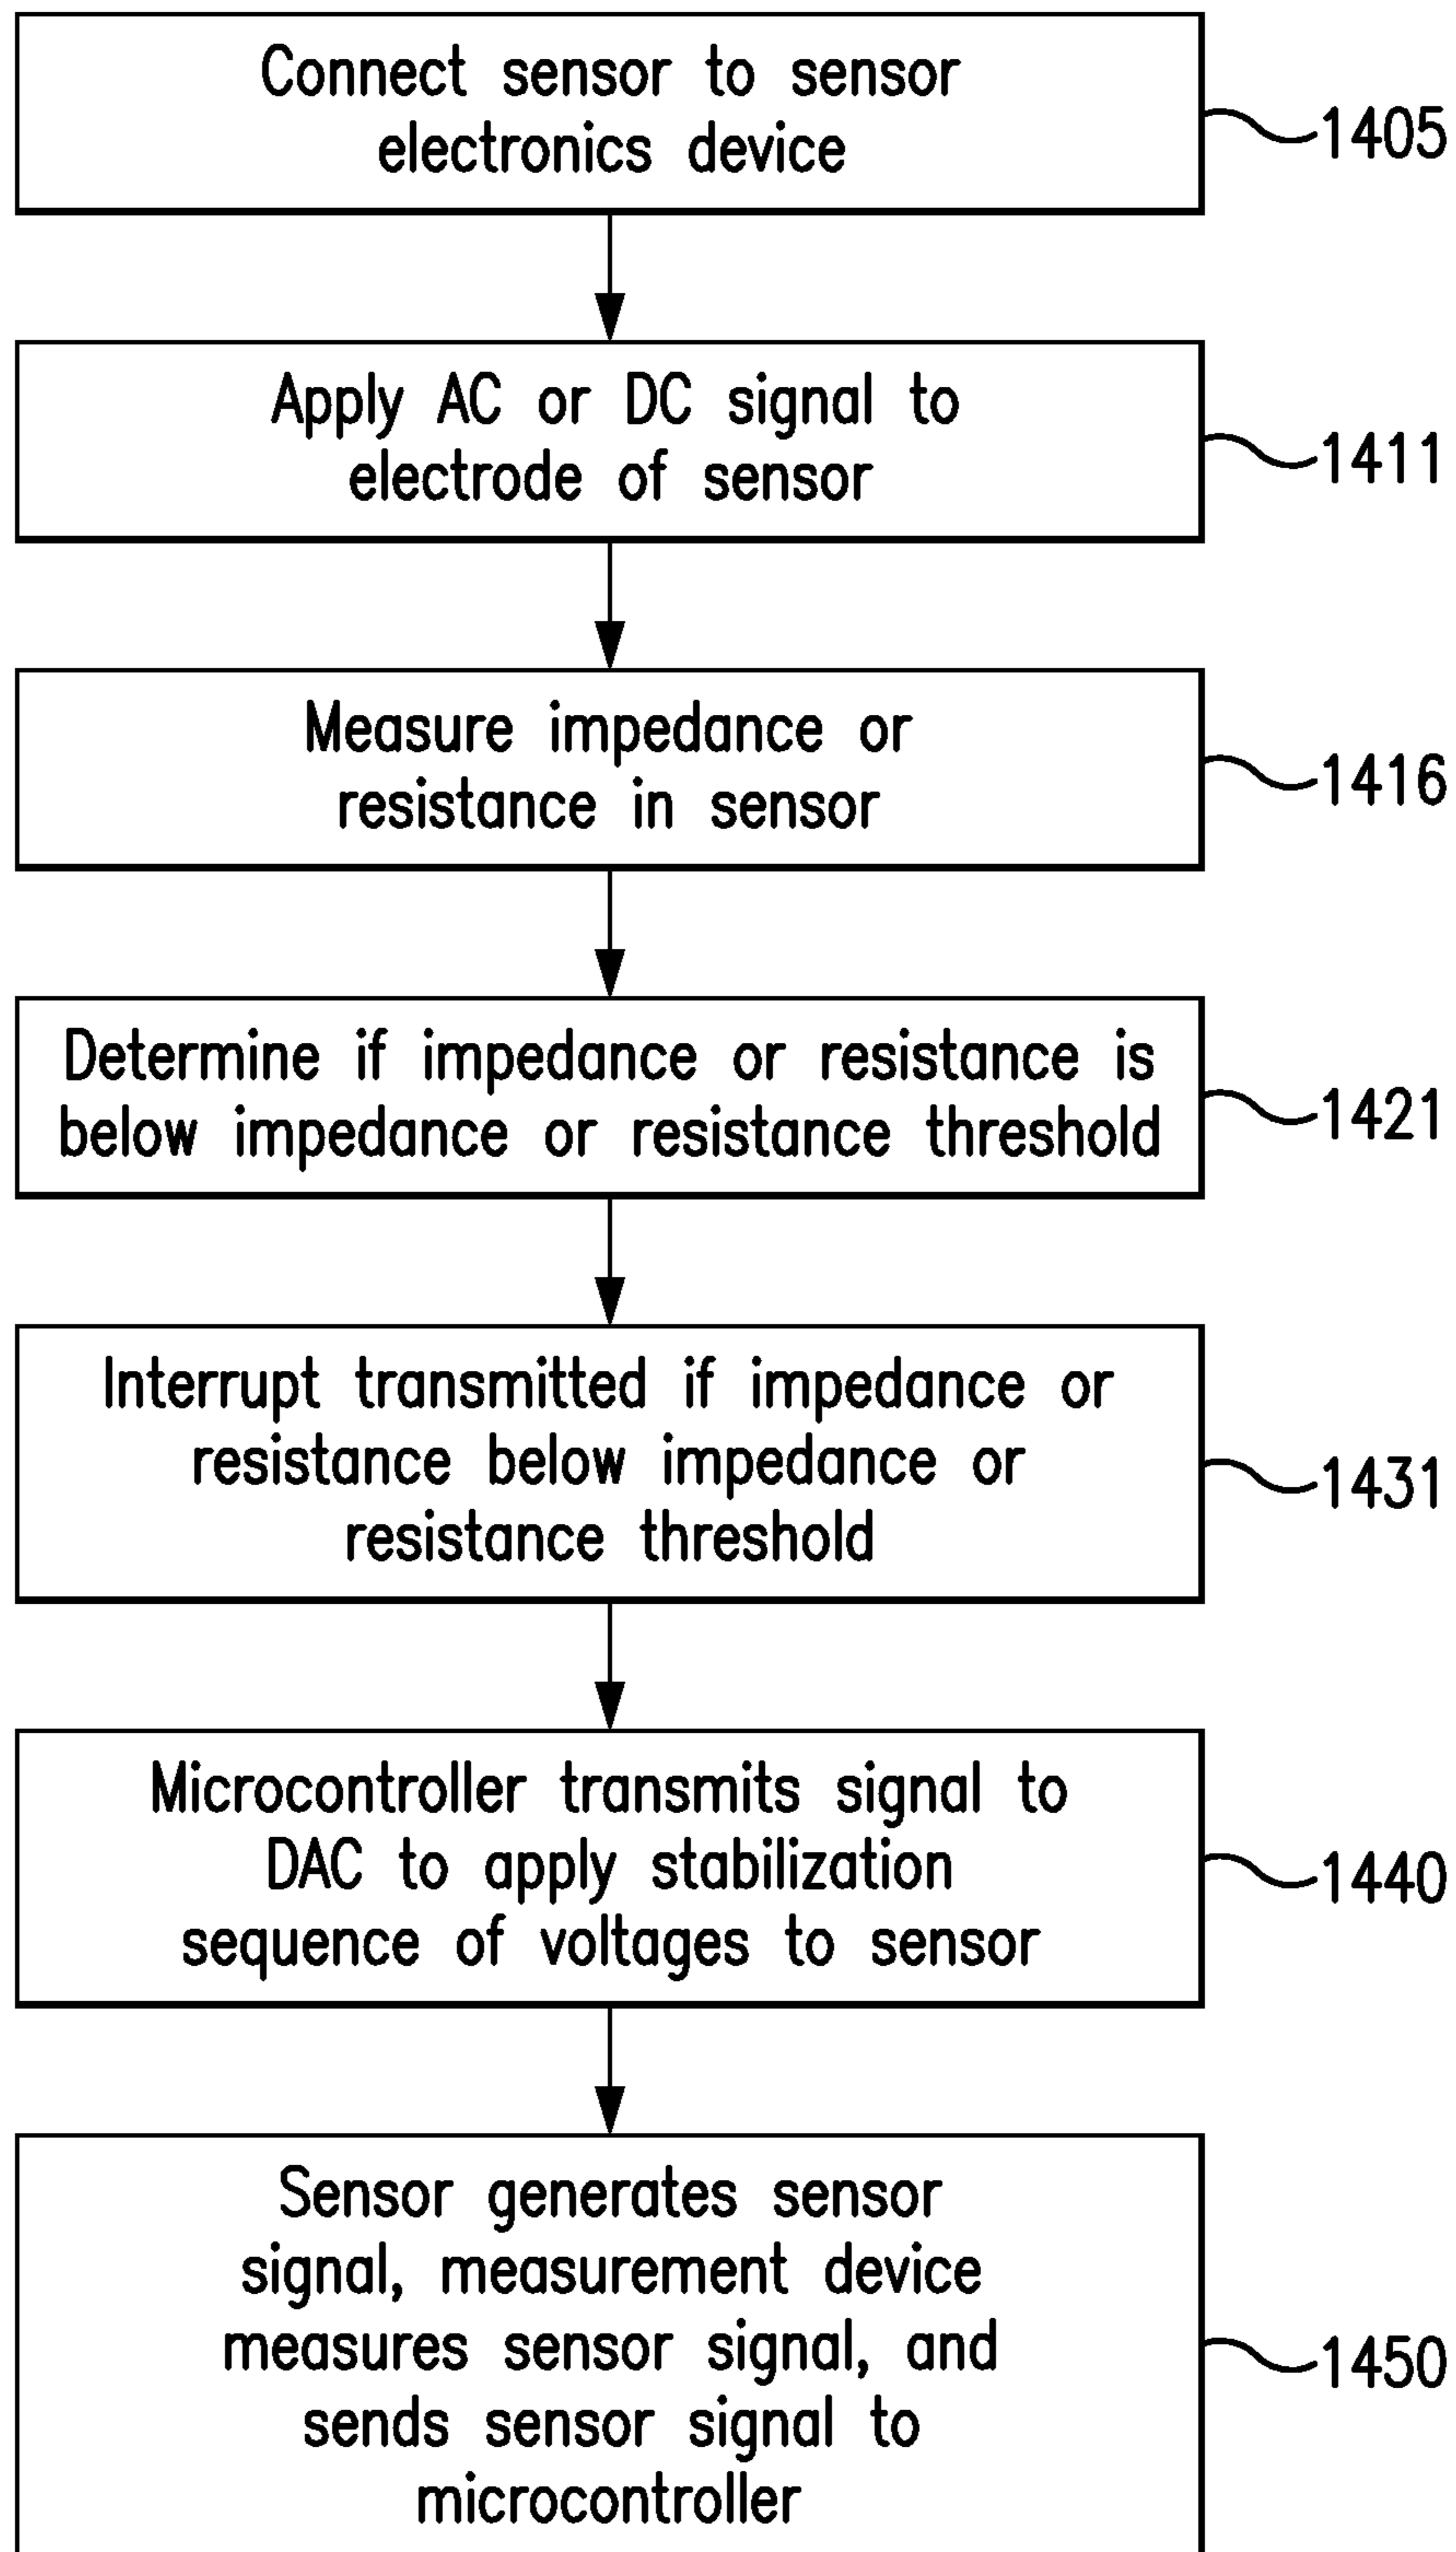 Connect sensor to sensor
electronics device
1405
Apply AC or DC signal to
electrode of sensor
1411
Measure impedance or
resistance in sensor
1416
Determine if impedance or resistance is
below impedance or resistance threshold
1421
Interrupt transmitted if impedance or
resistance below impedance or
resistance threshold
1431
Microcontroller transmits signal to
DAC to apply stabilization
sequence of voltages to sensor
1440
Sensor generates sensor
signal, measurement device
measures sensor signal, and
sends sensor signal to
microcontroller
1450